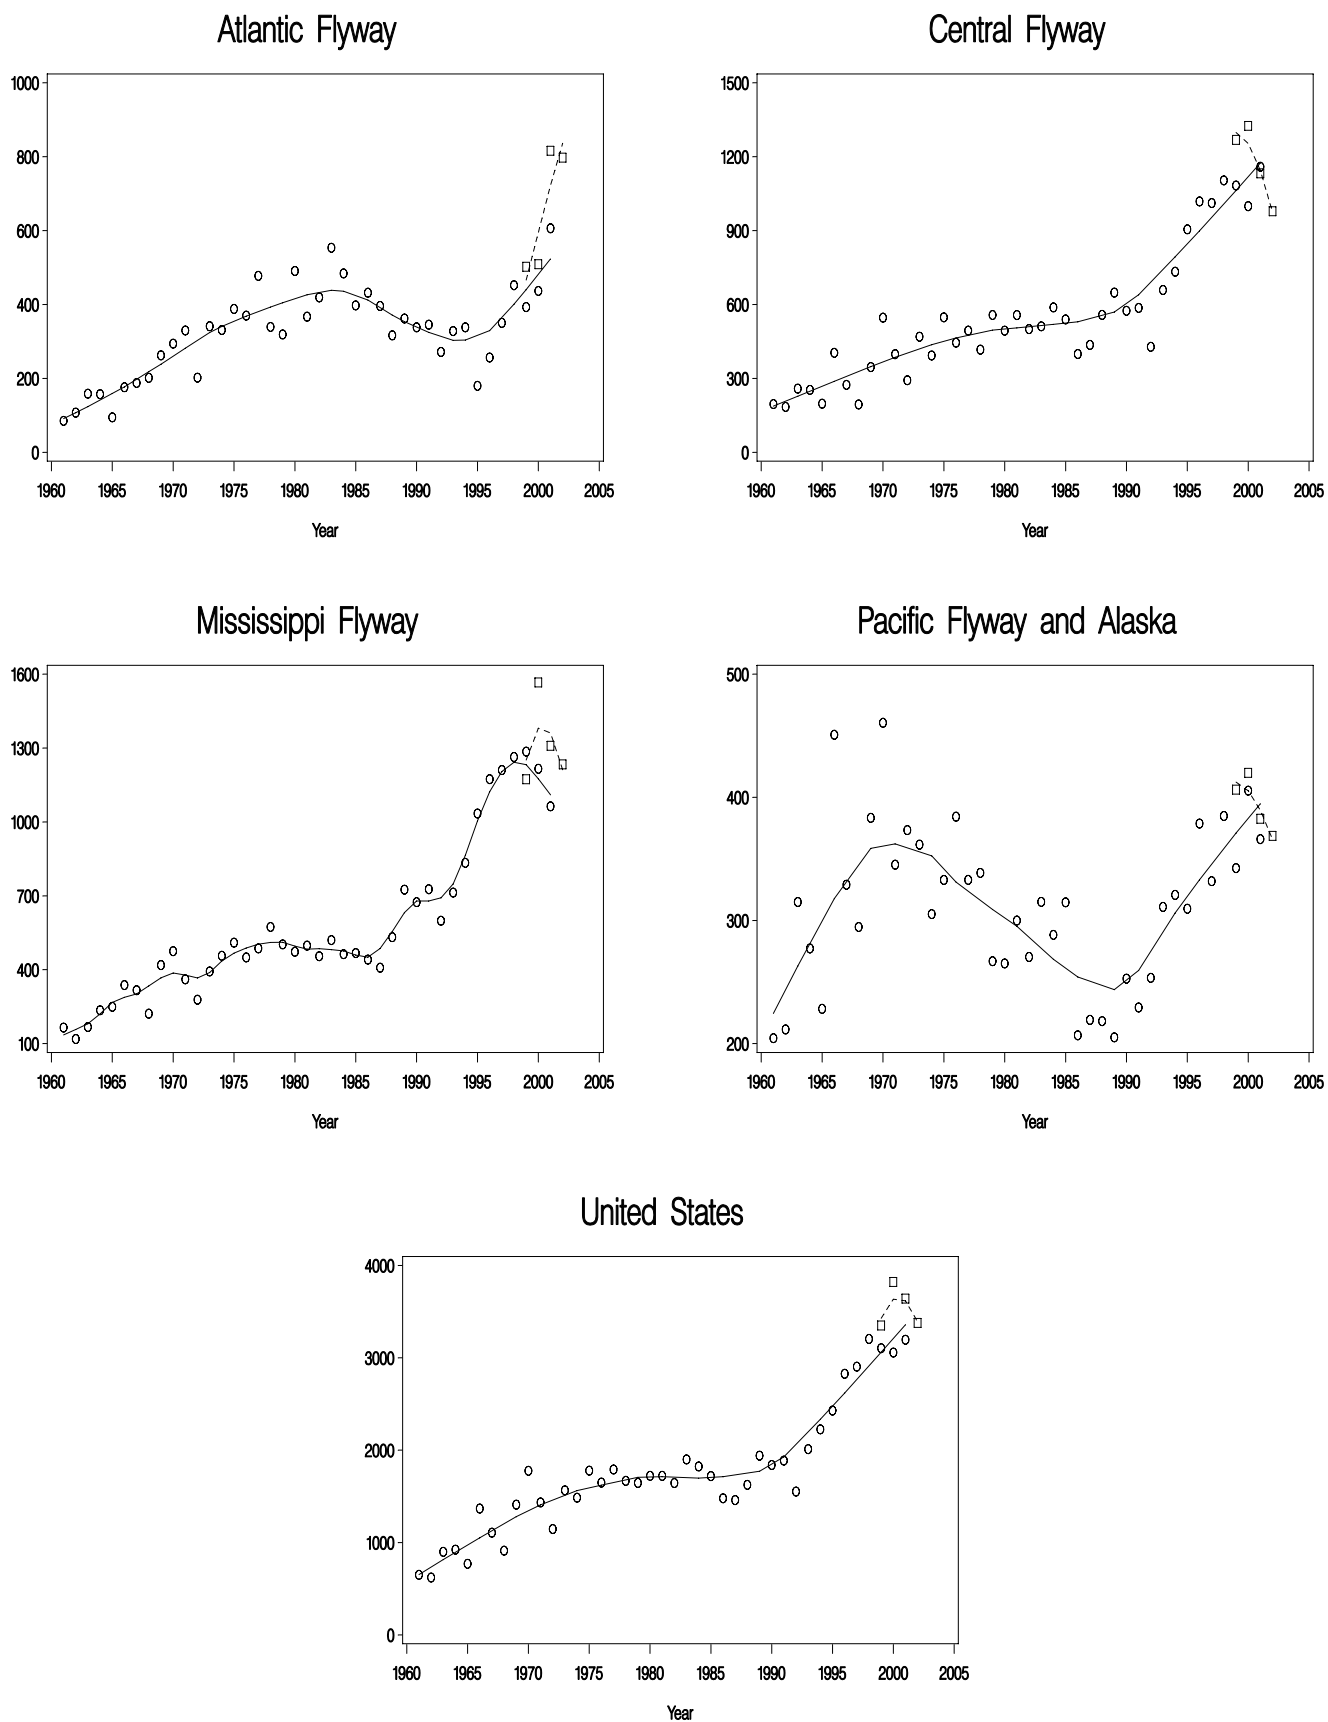 Atlantic Flyway
1000
800
600
400
200
0
1960 1965 1970 1975 1980 1985 1990 1995 2000 2005
Year
Central Flyway
1500
1200
900
600
300
0
1960 1965 1970 1975 1980 1985 1990 1995 2000 2005
Year
Mississippi Flyway
1600
1300
1000
700
400
100
1960 1965 1970 1975 1980 1985 1990 1995 2000 2005
Year
Pacific Flyway and Alaska
500
400
300
200
1960 1965 1970 1975 1980 1985 1990 1995 2000 2005
Year
United States
4000
3000
2000
1000
0
1960 1965 1970 1975 1980 1985 1990 1995 2000 2005
Year